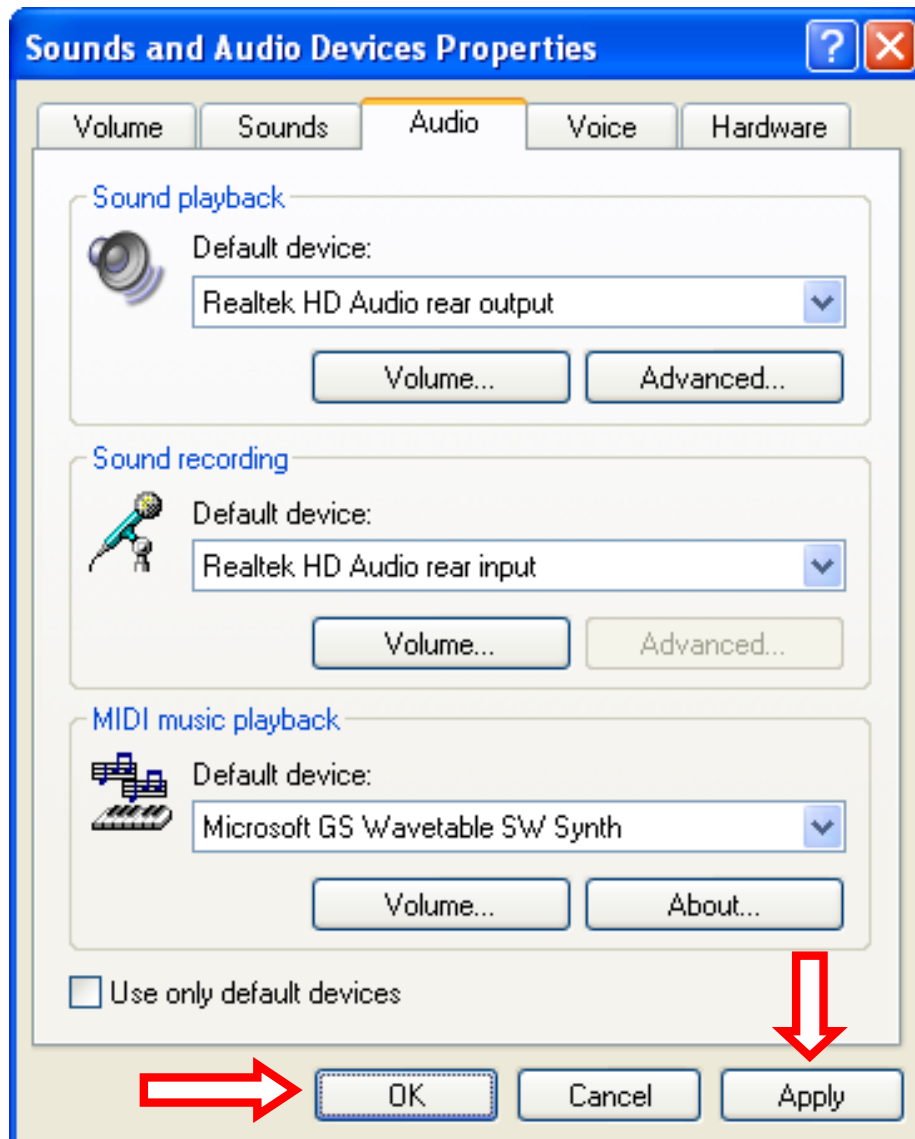 Sounds and Audio Devices Properties
Volume Sounds Audio Voice Hardware
Sound playback
Default device:
Realtek HD Audio rear output
Volume... Advanced...
Sound recording
Default device:
Realtek HD Audio rear input
Volume... Advanced...
MIDI music playback
Default device:
Microsoft GS Wavetable SW Synth
Volume... About...
Use only default devices
OK Cancel Apply